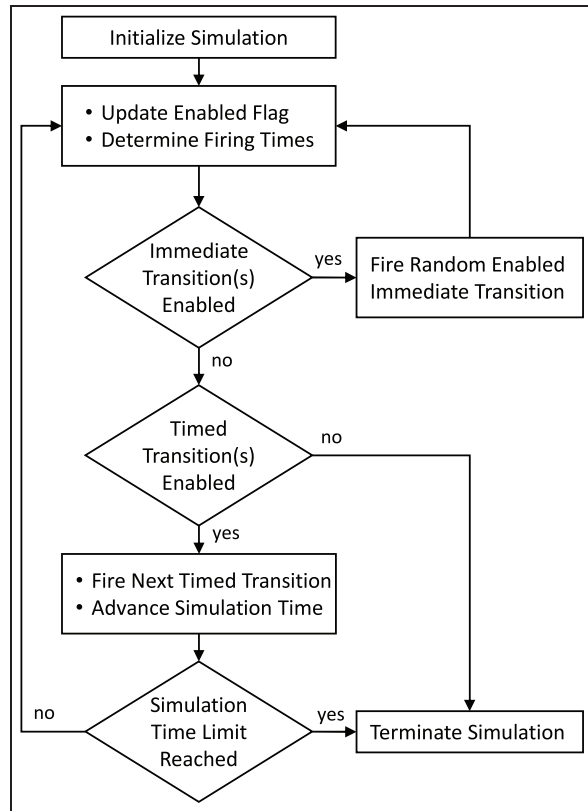 Initialize Simulation
• Update Enabled Flag
• Determine Firing Times
Immediate
Transition(s)
Enabled
yes
Fire Random Enabled
Immediate Transition
no
Timed
Transition(s)
Enabled
no
yes
• Fire Next Timed Transition
• Advance Simulation Time
Simulation
Time Limit
Reached
no
yes
Terminate Simulation